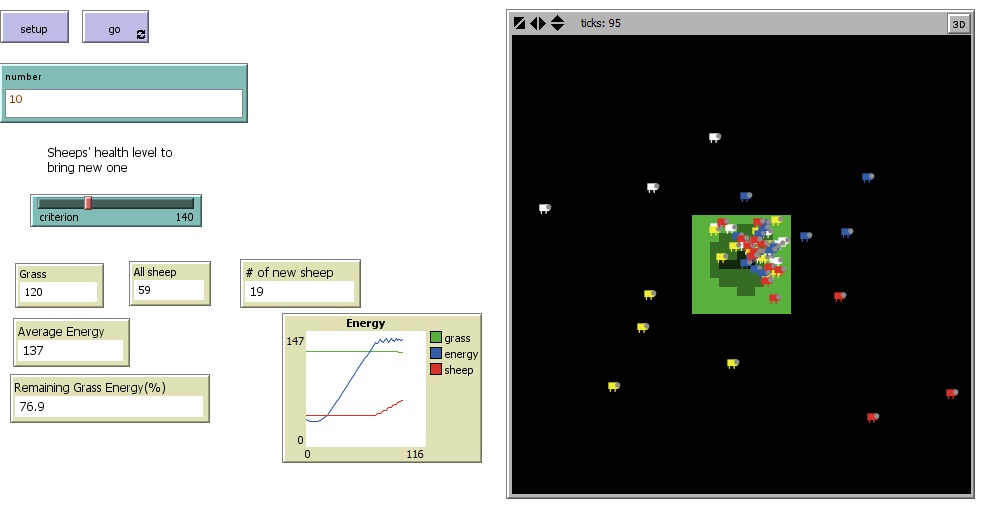 setup
go
number
10
Sheeps' health level to
bring new one
criterion
140
Grass
120
All sheep
59
# of new sheep
19
Average Energy
137
Remaining Grass Energy(%)
76.9
Energy
147
0
0
116
grass
energy
sheep
ticks: 95
3D